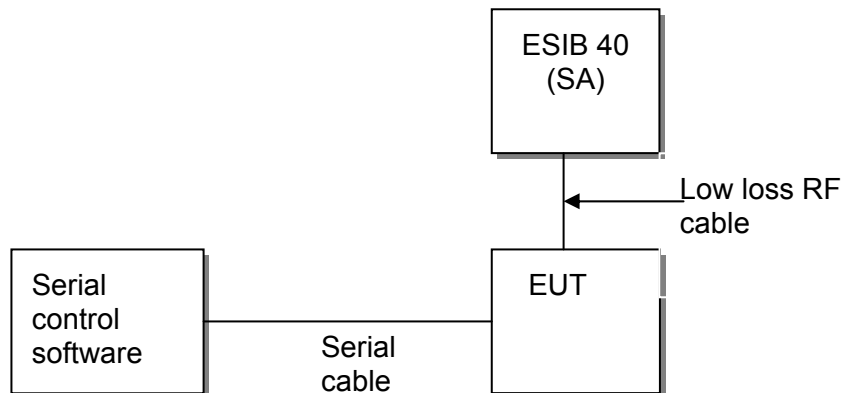 ESIB 40
(SA)
Low loss RF
cable
Serial
control
software
EUT
Serial
cable